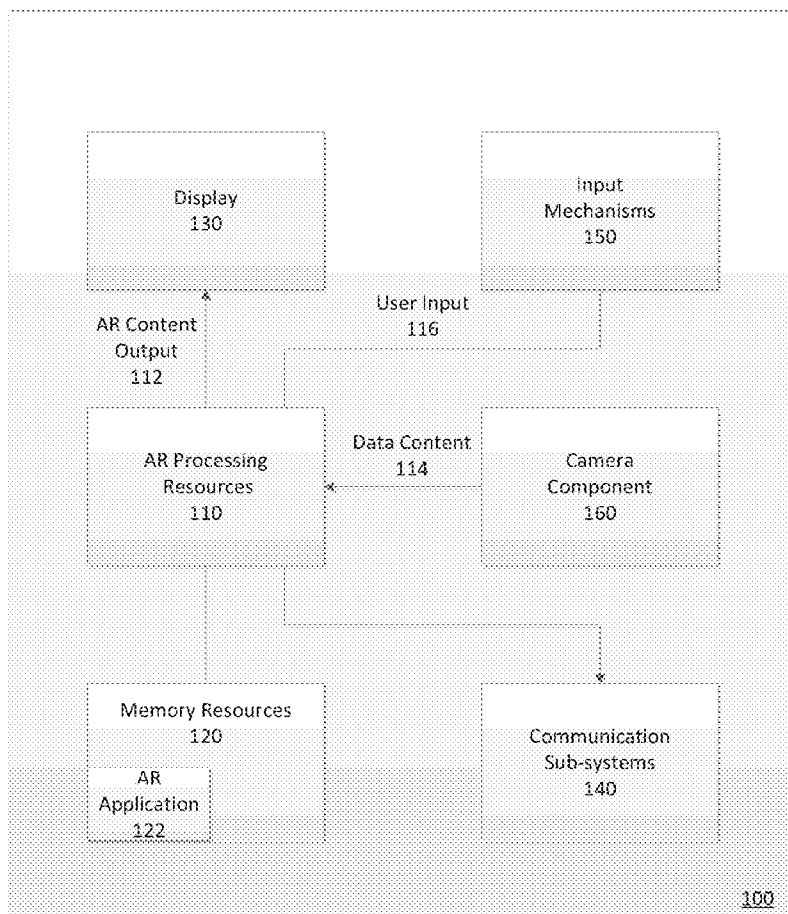 Display
130
Input
Mechanisms
150
User Input
116
AR Content
Output
112
AR Processing
Resources
110
Data Content
114
Camera
Component
160
Memory Resources
120
AR
Application
122
Communication
Sub-systems
140
100